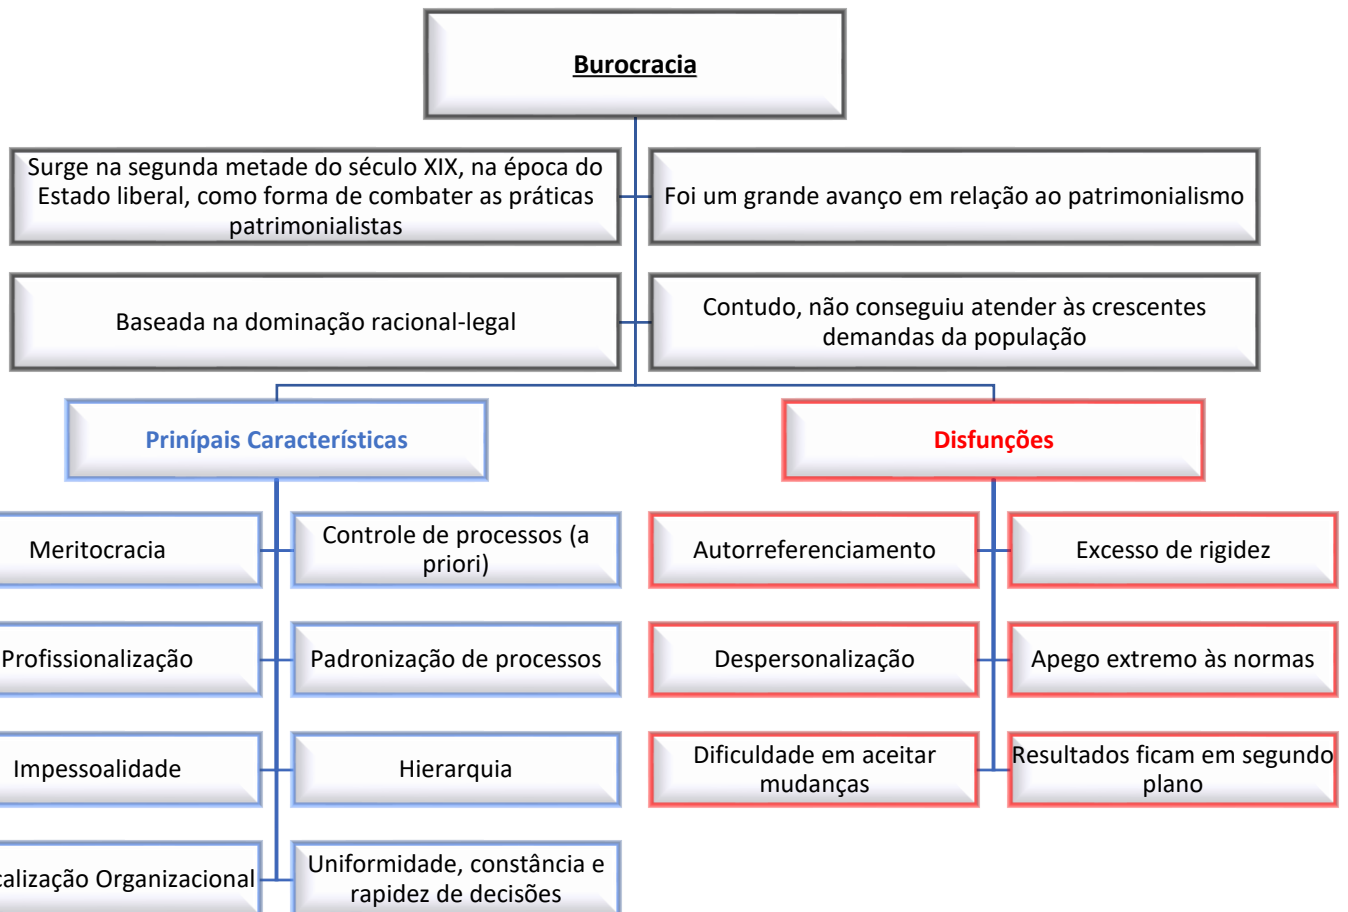 Burocracia
Surge na segunda metade do século XIX, na época do
Estado liberal, como forma de combater as práticas
patrimonialistas
Foi um grande avanço em relação ao patrimonialismo
Baseada na dominação racional-legal
Contudo, não conseguiu atender às crescentes
demandas da população
Prinípais Característícas
Disfunções
Meritocracia
Controle de processos (a
priori)
Autorreferenciamento
Excesso de rigidez
Profissionalização
Padronização de processos
Despersonalização
Apego extremo às normas
Impessoalidade
Hierarquia
Dificuldade em aceitar
mudanças
Resultados ficam em segundo
plano
Organizacional
Uniformidade, constância e
rapidez de decisões